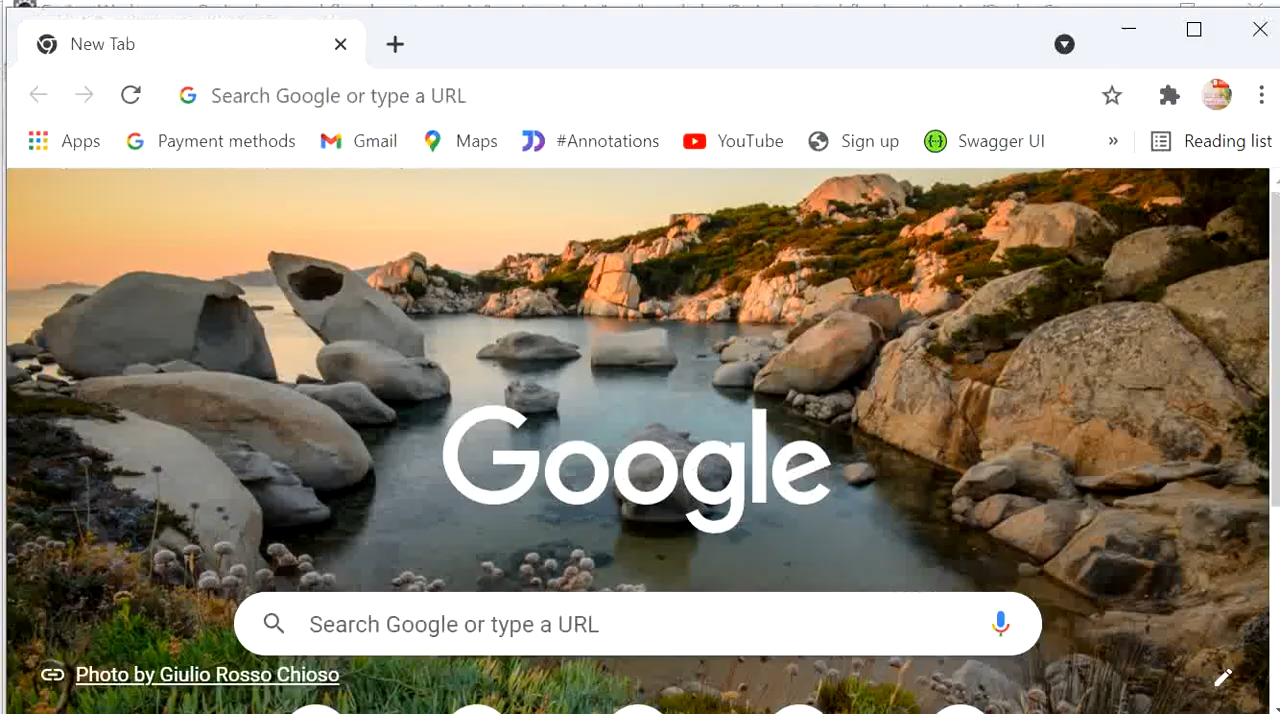 New Tab
Search Google or type a URL
Apps Payment methods Gmail Maps #Annotations YouTube Sign up Swagger UI » Reading list
Google
Search Google or type a URL
Photo by Giulio Rosso Chioso